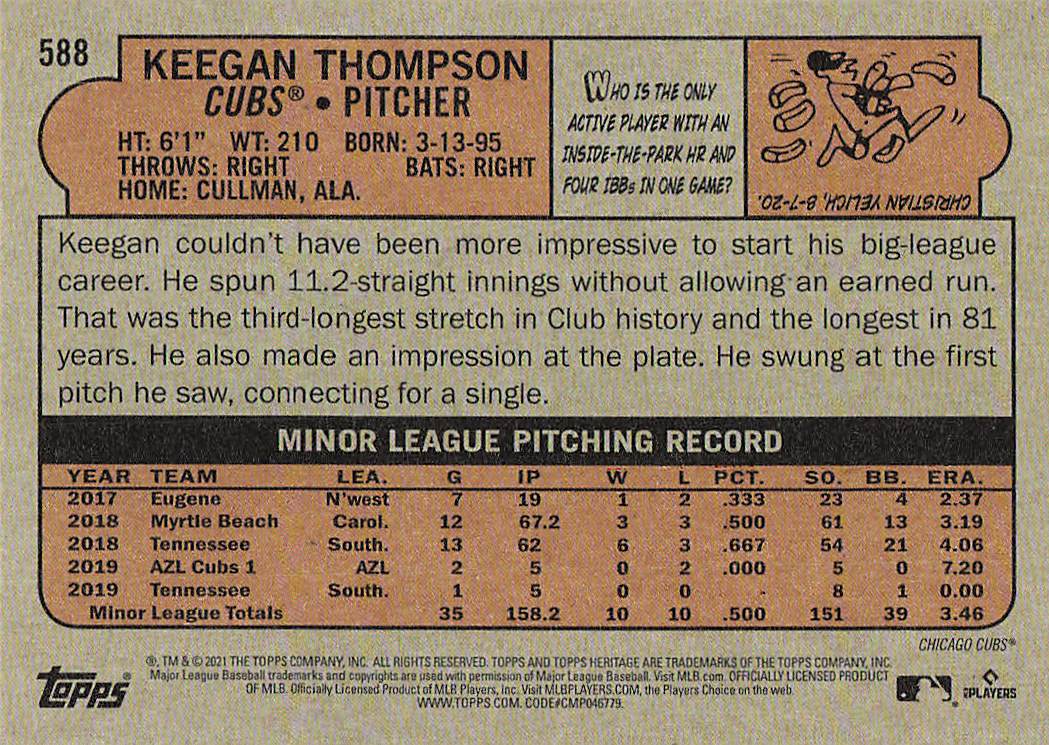 588
KEEGAN THOMPSON
CUBS® • PITCHER
HT: 6'1" WT: 210 BORN: 3-13-95
THROWS: RIGHT BATS: RIGHT
HOME: CULLMAN, ALA.
WHO IS THE ONLY
ACTIVE PLAYER WITH AN
INSIDE-THE-PARK HR AND
FOUR IBBs IN ONE GAME?
CHRISTIAN YELICH, 8-7-20.
Keegan couldn't have been more impressive to start his big-league
career. He spun 11.2-straight innings without allowing an earned run.
That was the third-longest stretch in Club history and the longest in 81
years. He also made an impression at the plate. He swung at the first
pitch he saw, connecting for a single.
MINOR LEAGUE PITCHING RECORD
YEAR TEAM LEA. G IP W L PCT. SO. BB. ERA.
2017 Eugene N'west 7 19 1 2 .333 23 4 2.37
2018 Myrtle Beach Carol. 12 67.2 3 3 .500 61 13 3.19
2018 Tennessee South. 13 62 6 3 .667 54 21 4.06
2019 AZL Cubs 1 AZL 2 5 0 2 .000 5 0 7.20
2019 Tennessee South. 1 5 0 0 - 8 1 0.00
Minor League Totals 35 158.2 10 10 .500 151 39 3.46
CHICAGO CUBS®
®, TM & © 2021 THE TOPPS COMPANY, INC. ALL RIGHTS RESERVED. TOPPS AND TOPPS HERITAGE ARE TRADEMARKS OF THE TOPPS COMPANY, INC.
Major League Baseball trademarks and copyrights are used with permission of Major League Baseball. Visit MLB.com. OFFICIALLY LICENSED PRODUCT
OF MLB. Officially Licensed Product of MLB Players, Inc. Visit MLBPLAYERS.COM, the Players Choice on the web.
WWW.TOPPS.COM. CODE#CMP046779.
topps®
PLAYERS